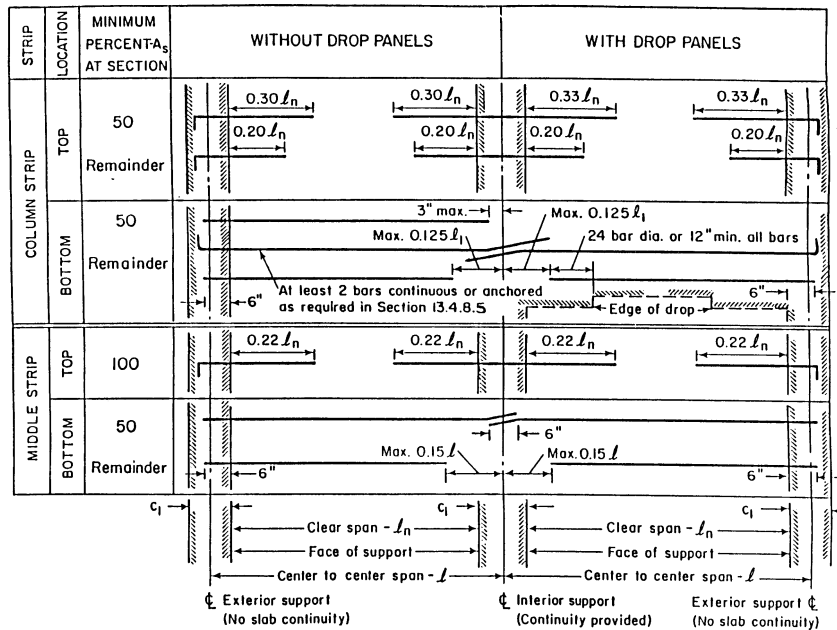 STRIP
LOCATION
MINIMUM
PERCENT-As
AT SECTION
WITHOUT DROP PANELS
WITH DROP PANELS
COLUMN STRIP
TOP
50
Remainder
0.30 ℓn
0.30 ℓn
0.33 ℓn
0.33 ℓn
0.20 ℓn
0.20 ℓn
0.20 ℓn
0.20 ℓn
BOTTOM
50
Remainder
3" max.
Max. 0.125 ℓ1
Max. 0.125 ℓ1
24 bar dia. or 12" min. all bars
At least 2 bars continuous or anchored
as required in Section 13.4.8.5
6"
6"
Edge of drop
MIDDLE STRIP
TOP
100
0.22 ℓn
0.22 ℓn
0.22 ℓn
0.22 ℓn
BOTTOM
50
Remainder
6"
Max. 0.15 ℓ
Max. 0.15 ℓ
6"
6"
c1
c1
Clear span - ℓn
Clear span - ℓn
Face of support
Face of support
Center to center span - ℓ
Center to center span - ℓ
℄ Exterior support
(No slab continuity)
℄ Interior support
(Continuity provided)
Exterior support ℄
(No slab continuity)